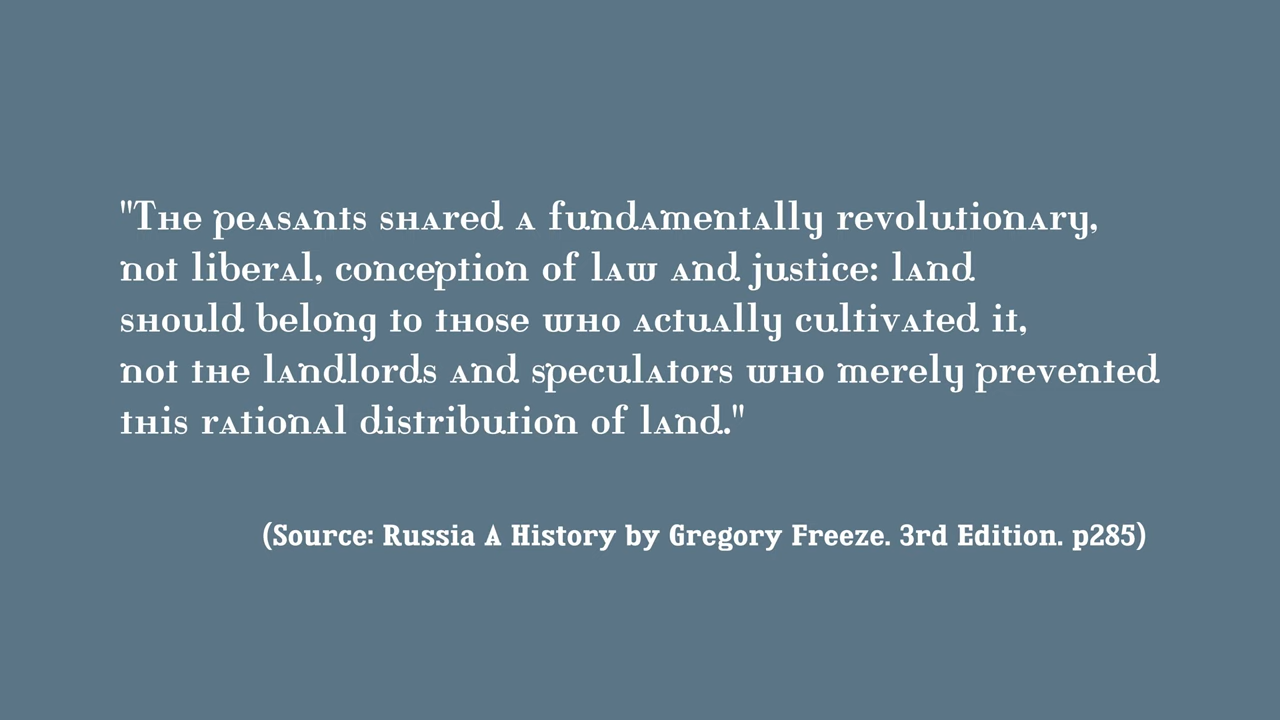 "The peasants shared a fundamentally revolutionary,
not liberal, conception of law and justice: land
should belong to those who actually cultivated it,
not the landlords and speculators who merely prevented
this rational distribution of land."
(Source: Russia A History by Gregory Freeze. 3rd Edition. p285)